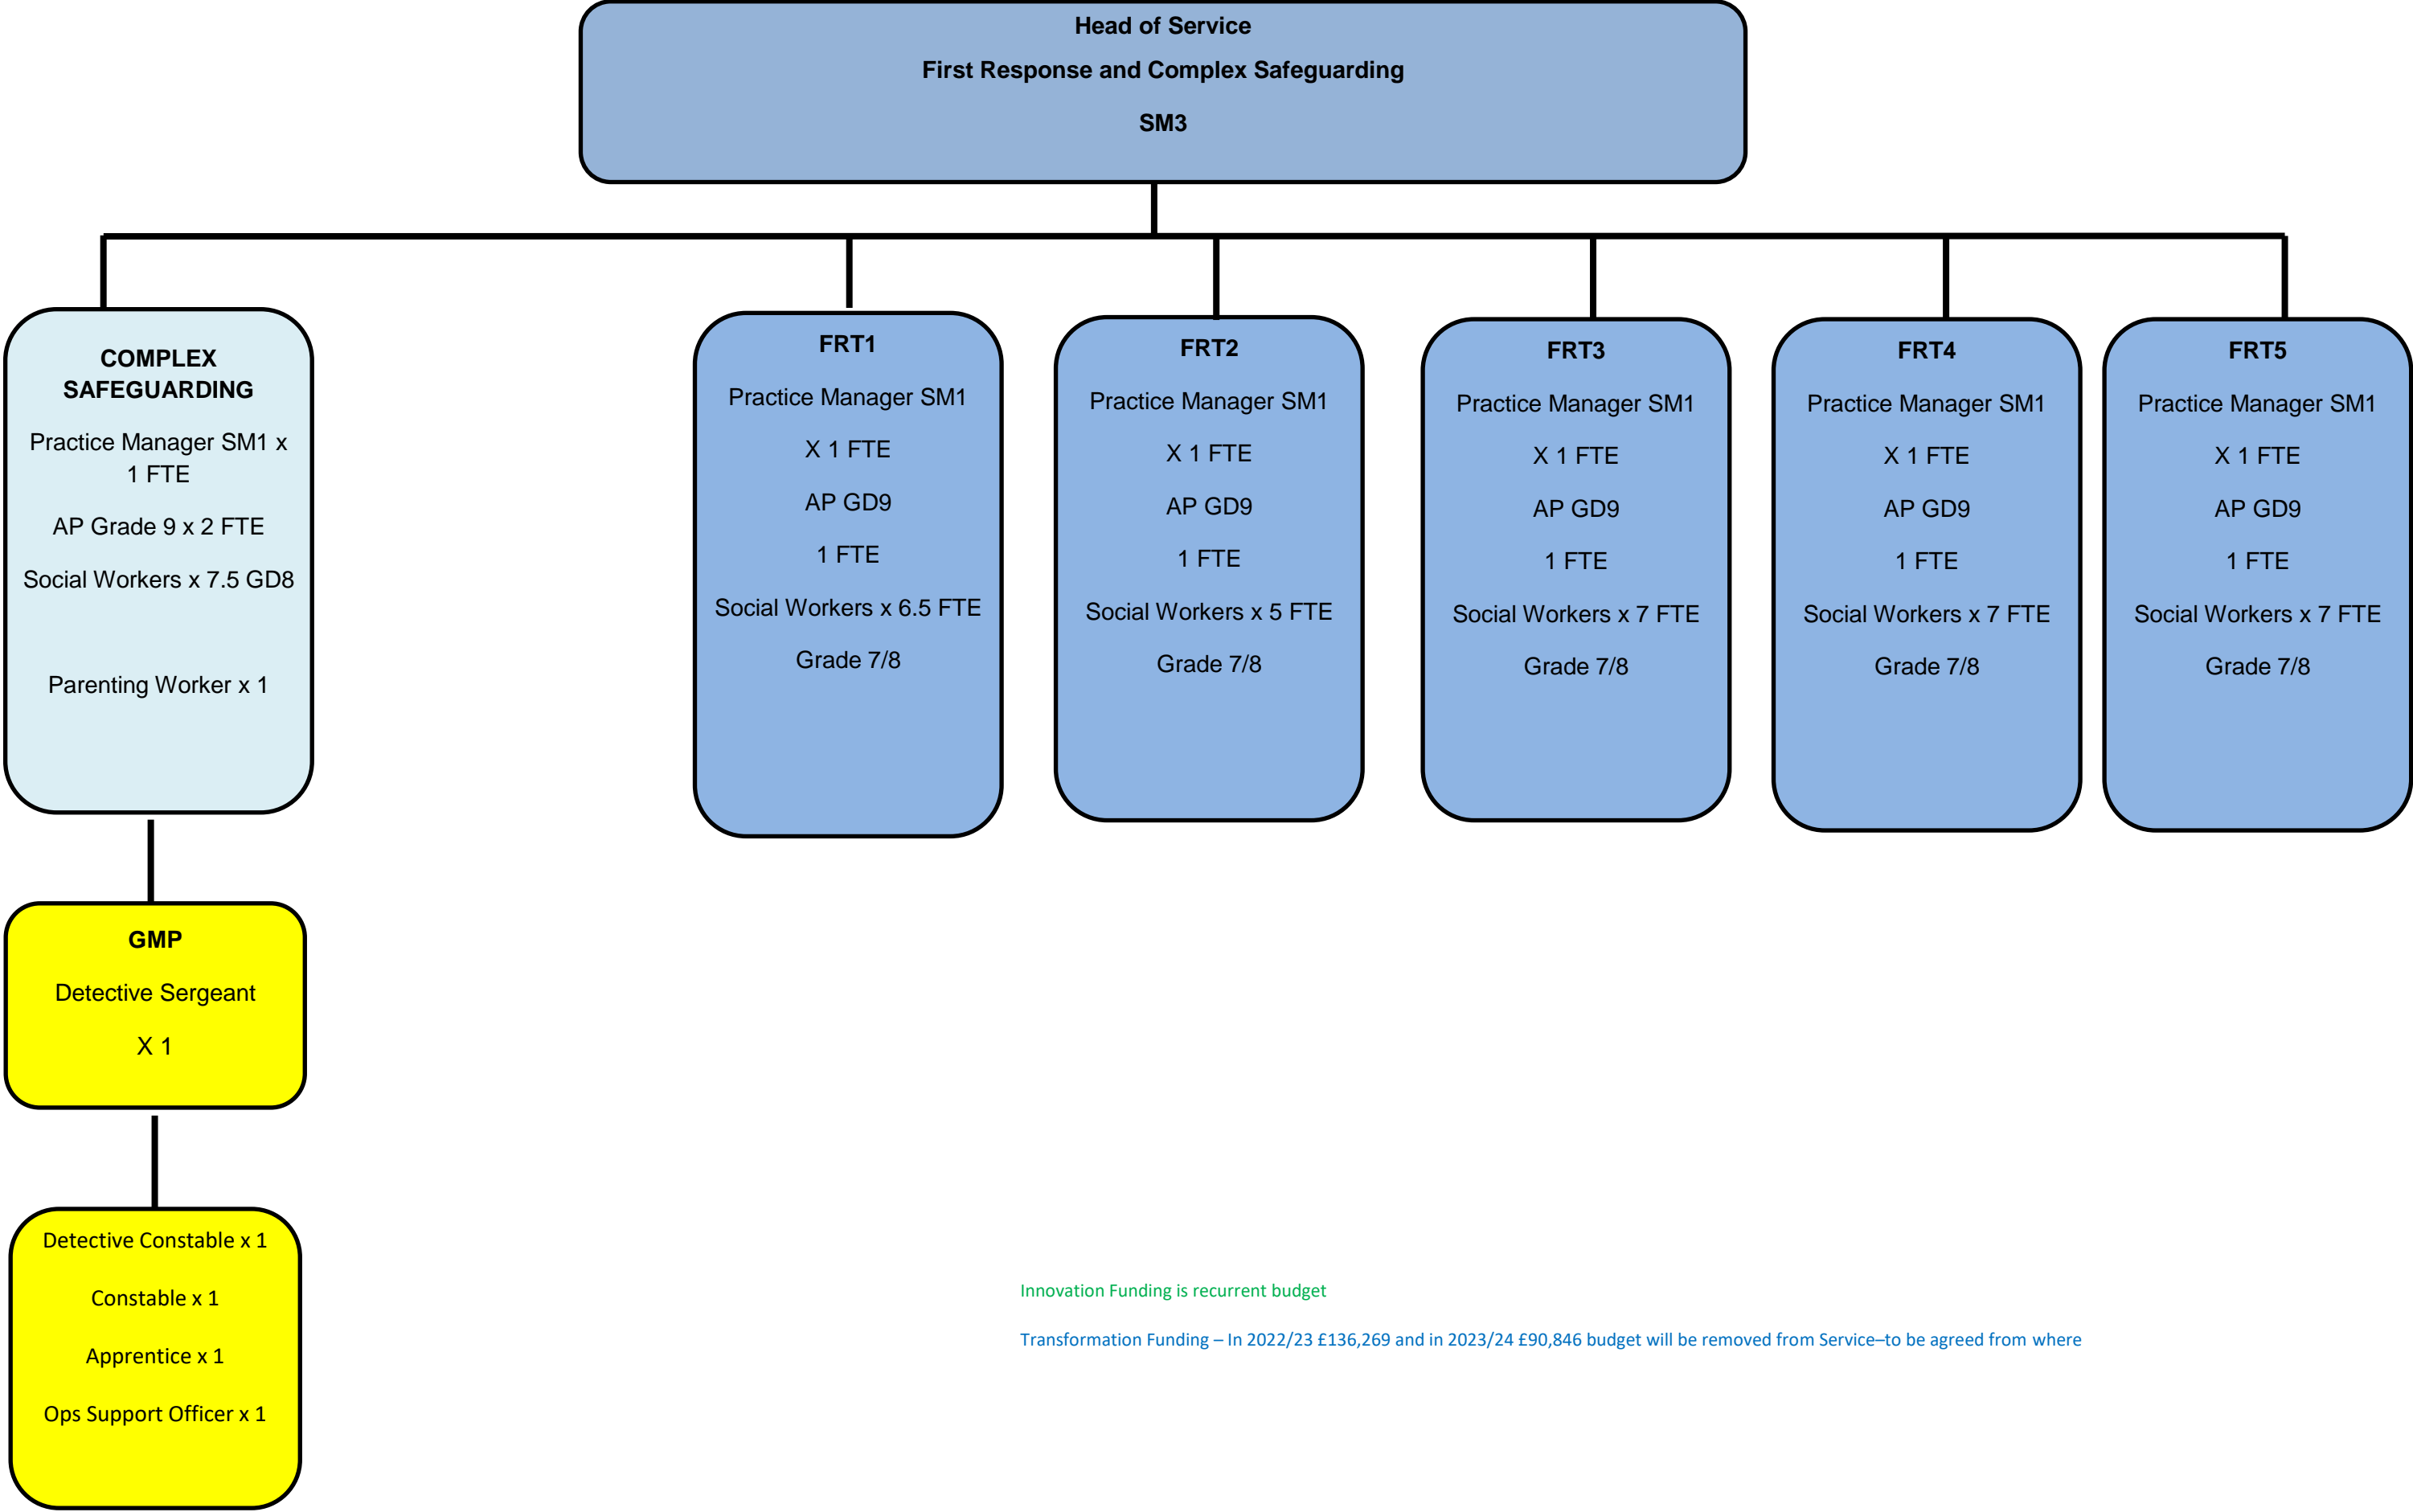 Head of Service
First Response and Complex Safeguarding
SM3
COMPLEX
SAFEGUARDING
Practice Manager SM1 x
1 FTE
AP Grade 9 x 2 FTE
Social Workers x 7.5 GD8
Parenting Worker x 1
FRT1
Practice Manager SM1
X 1 FTE
AP GD9
1 FTE
Social Workers x 6.5 FTE
Grade 7/8
FRT2
Practice Manager SM1
X 1 FTE
AP GD9
1 FTE
Social Workers x 5 FTE
Grade 7/8
FRT3
Practice Manager SM1
X 1 FTE
AP GD9
1 FTE
Social Workers x 7 FTE
Grade 7/8
FRT4
Practice Manager SM1
X 1 FTE
AP GD9
1 FTE
Social Workers x 7 FTE
Grade 7/8
FRT5
Practice Manager SM1
X 1 FTE
AP GD9
1 FTE
Social Workers x 7 FTE
Grade 7/8
GMP
Detective Sergeant
X 1
Detective Constable x 1
Constable x 1
Apprentice x 1
Ops Support Officer x 1
Innovation Funding is recurrent budget
Transformation Funding – In 2022/23 £136,269 and in 2023/24 £90,846 budget will be removed from Service–to be agreed from where